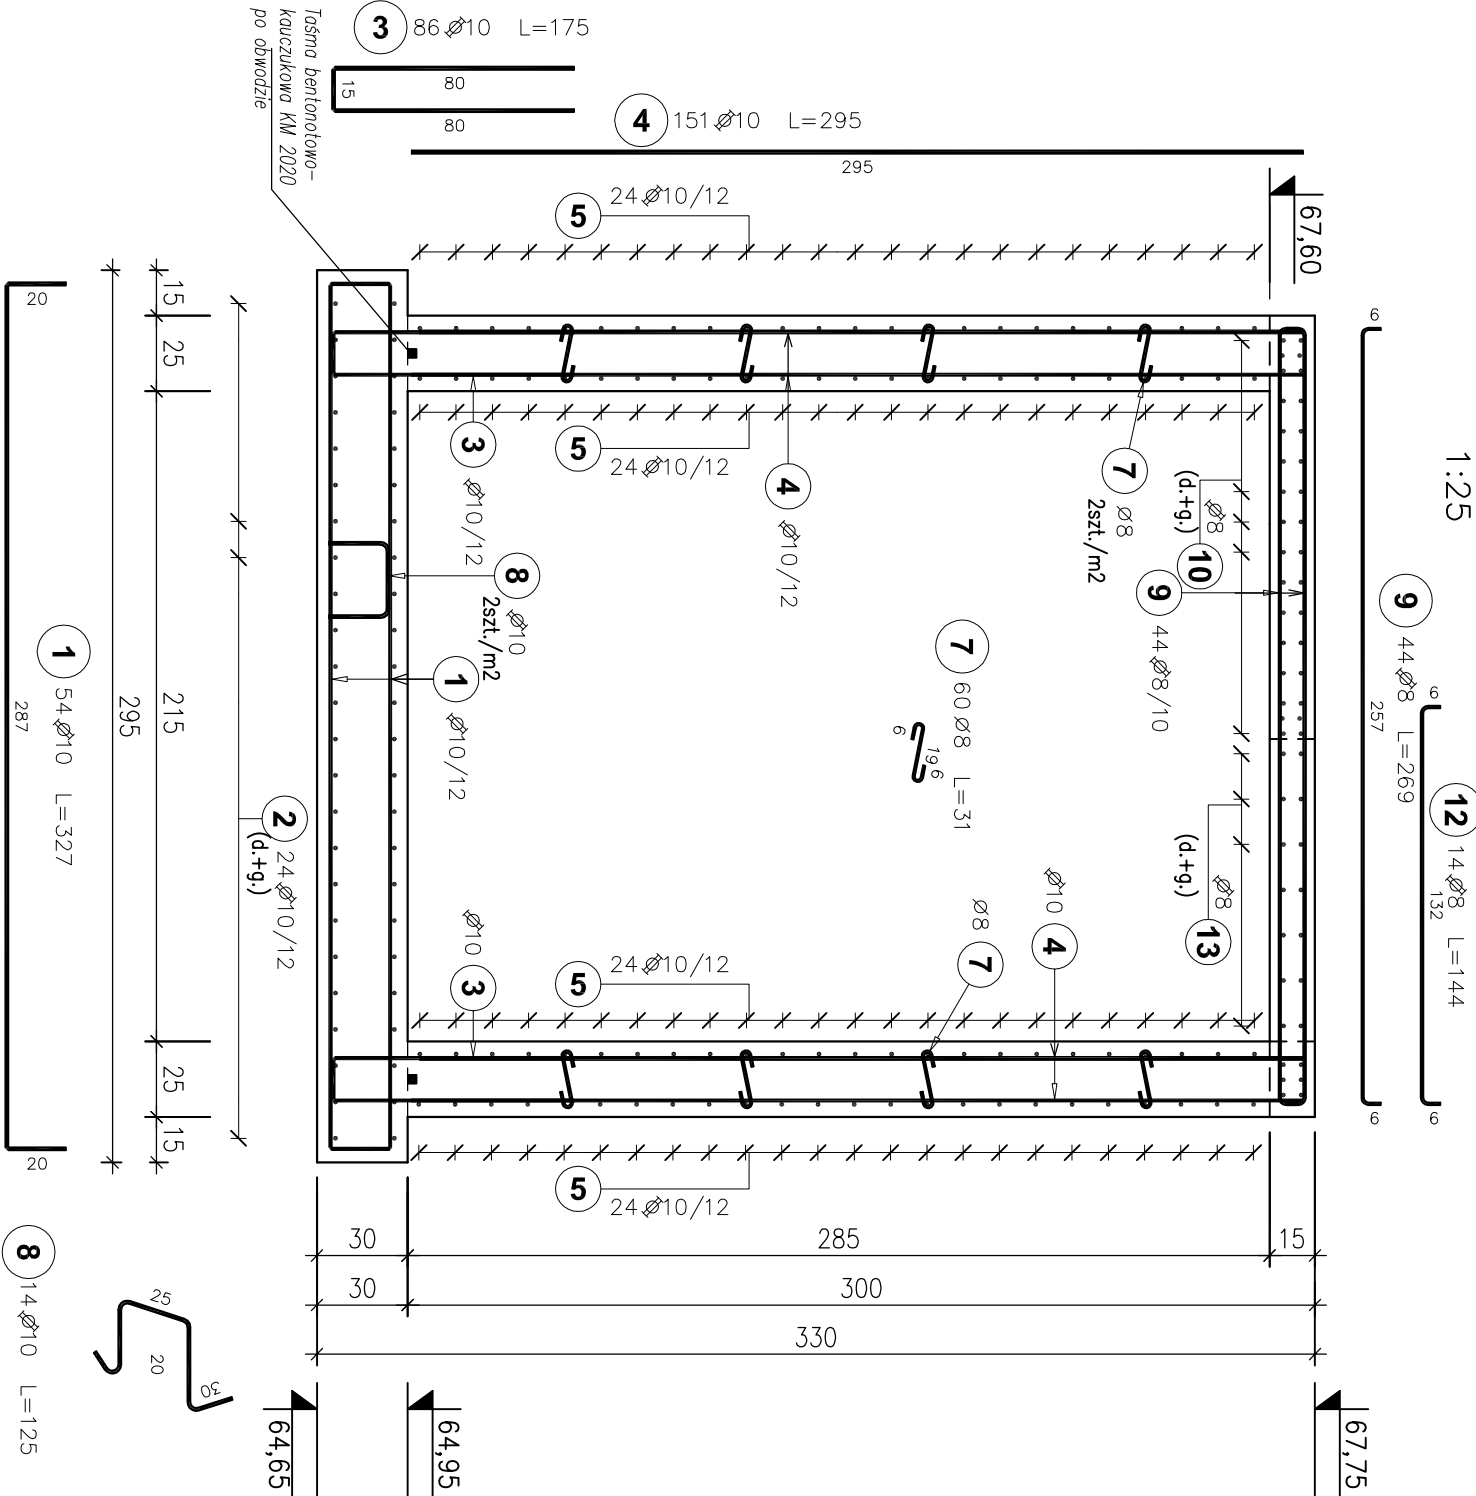 3 86 ⌀10 L=175
80
15
80
4 151 ⌀10 L=295
295
Taśma bentonotowo-
kauczukowa KM 2020
po obwodzie
5 24 ⌀10/12
67,60
1:25
9 44 ⌀8 L=269
6
257
6
12 14 ⌀8 L=144
6
132
6
5 24 ⌀10/12
3 ⌀10/12
4 ⌀10/12
7 ⌀8
2szt./m2
10 ⌀8
(d.+g.)
9 44 ⌀8/10
8 ⌀10
2szt./m2
1 ⌀10/12
7 60 ⌀8 L=31
6
19
6
2 24 ⌀10/12
(d.+g.)
13 ⌀8
(d.+g.)
4 ⌀10
7 ⌀8
3 ⌀10
5 24 ⌀10/12
5 24 ⌀10/12
15
25
215
25
15
295
20
1 54 ⌀10 L=327
287
20
30
285
15
30
300
330
67,75
64,95
64,65
8 14 ⌀10 L=125
25
20
30